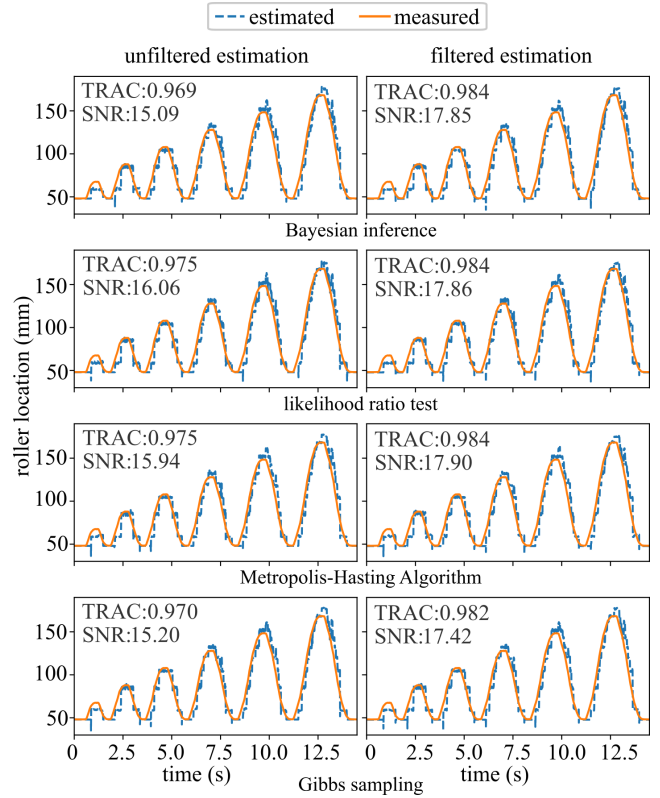 estimated measured
unfiltered estimation filtered estimation
TRAC:0.969
SNR:15.09
TRAC:0.984
SNR:17.85
150
100
50
Bayesian inference
TRAC:0.975
SNR:16.06
TRAC:0.984
SNR:17.86
150
100
50
likelihood ratio test
roller location (mm)
TRAC:0.975
SNR:15.94
TRAC:0.984
SNR:17.90
150
100
50
Metropolis-Hasting Algorithm
TRAC:0.970
SNR:15.20
TRAC:0.982
SNR:17.42
150
100
50
0 2.5 5.0 7.5 10.0 12.5 0 2.5 5.0 7.5 10.0 12.5
time (s) time (s)
Gibbs sampling